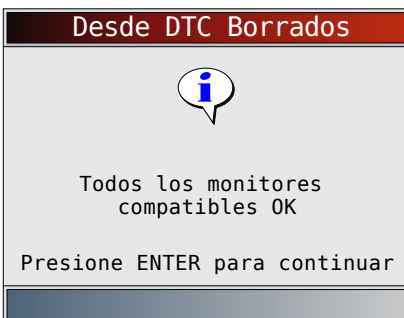 Desde DTC Borrados
i
Todos los monitores
compatibles OK
Presione ENTER para continuar